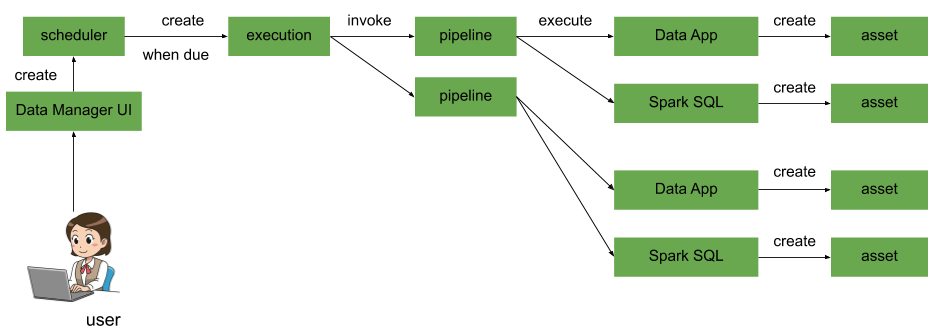 create
invoke
execute
create
scheduler
execution
pipeline
Data App
asset
when due
create
create
Data Manager UI
pipeline
Spark SQL
asset
create
Data App
asset
create
Spark SQL
asset
user